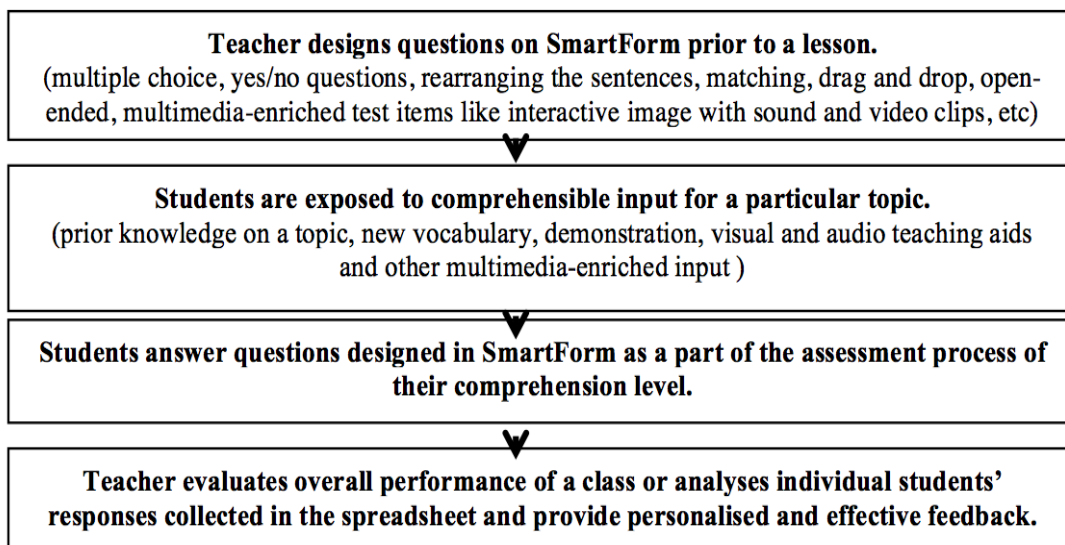 Teacher designs questions on SmartForm prior to a lesson.
(multiple choice, yes/no questions, rearranging the sentences, matching, drag and drop, open-
ended, multimedia-enriched test items like interactive image with sound and video clips, etc)
Students are exposed to comprehensible input for a particular topic.
(prior knowledge on a topic, new vocabulary, demonstration, visual and audio teaching aids
and other multimedia-enriched input )
Students answer questions designed in SmartForm as a part of the assessment process of
their comprehension level.
Teacher evaluates overall performance of a class or analyses individual students’
responses collected in the spreadsheet and provide personalised and effective feedback.